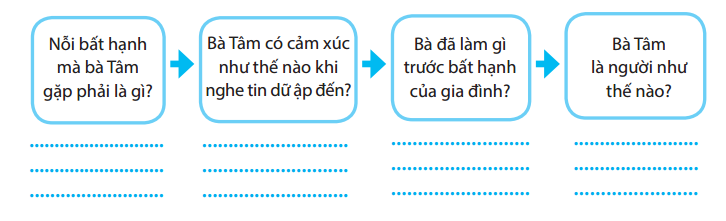 Nỗi bất hạnh
mà bà Tâm
gặp phải là gì?
Bà Tâm có cảm xúc
như thế nào khi
nghe tin dữ ập đến?
Bà đã làm gì
trước bất hạnh
của gia đình?
Bà Tâm
là người như
thế nào?